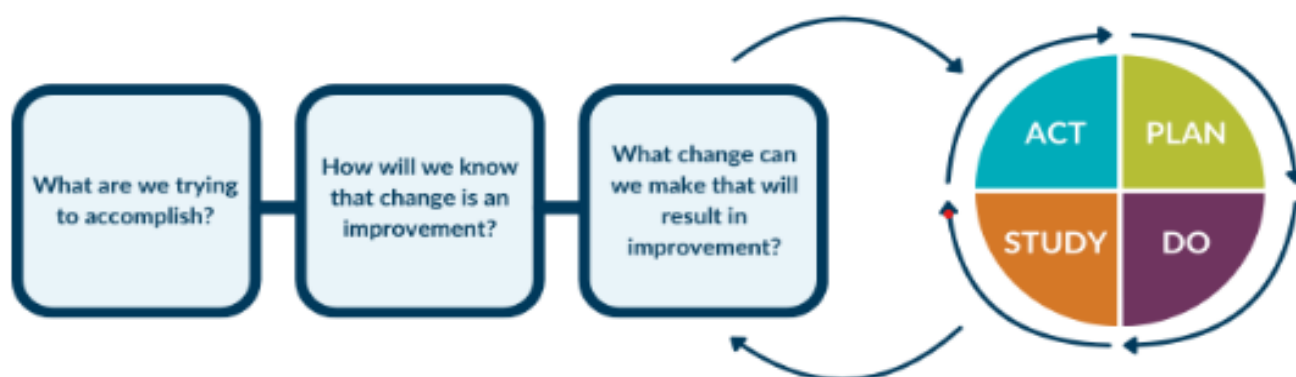 What are we trying
to accomplish?
How will we know
that change is an
improvement?
What change can
we make that will
result in
improvement?
ACT
PLAN
STUDY
DO